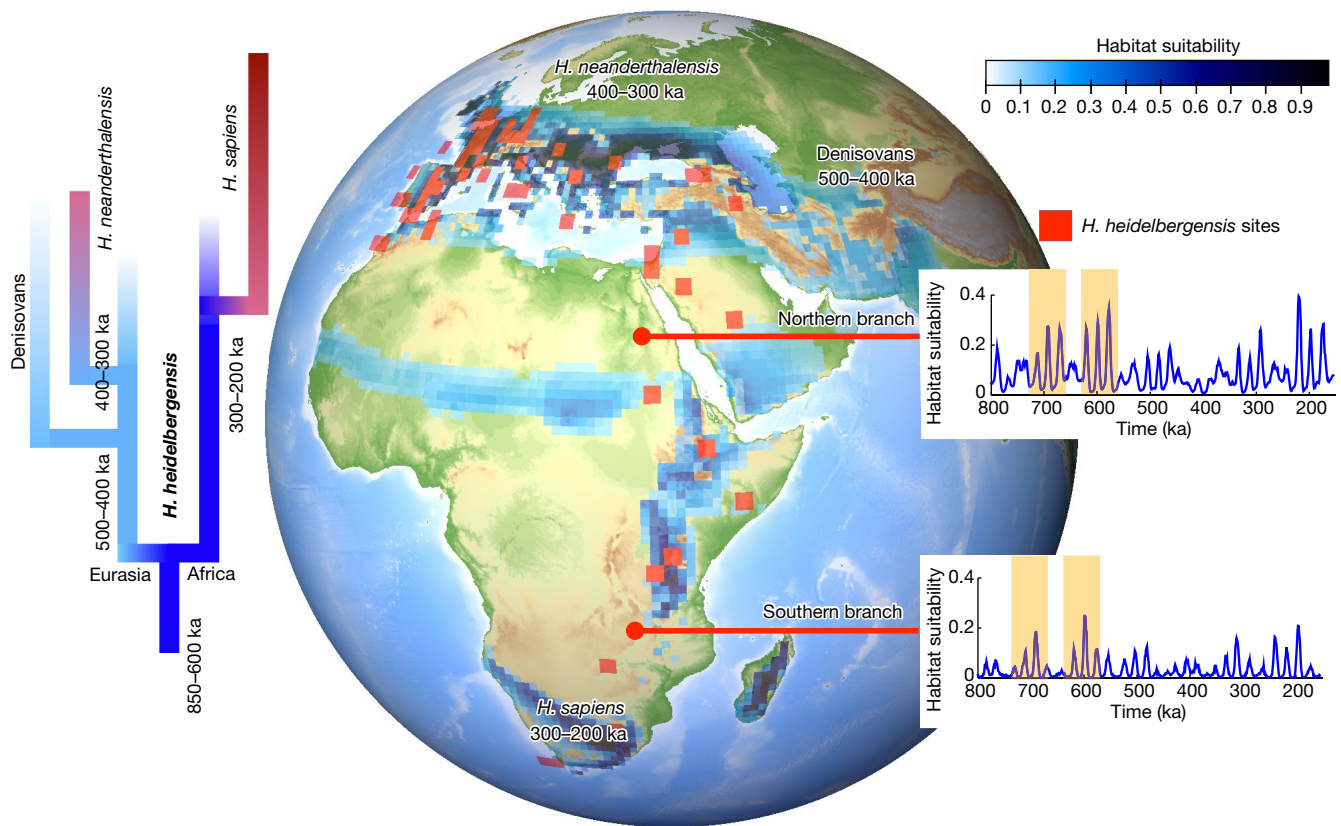 Denisovans
H. neanderthalensis
H. sapiens
400–300 ka
500–400 ka
H. heidelbergensis
300–200 ka
Eurasia
Africa
850–600 ka
H. neanderthalensis
400–300 ka
Denisovans
500–400 ka
Northern branch
Southern branch
H. sapiens
300–200 ka
Habitat suitability
0 0.1 0.2 0.3 0.4 0.5 0.6 0.7 0.8 0.9
H. heidelbergensis sites
Habitat suitability
0.4
0.2
0
800 700 600 500 400 300 200
Time (ka)
Habitat suitability
0.4
0.2
0
800 700 600 500 400 300 200
Time (ka)